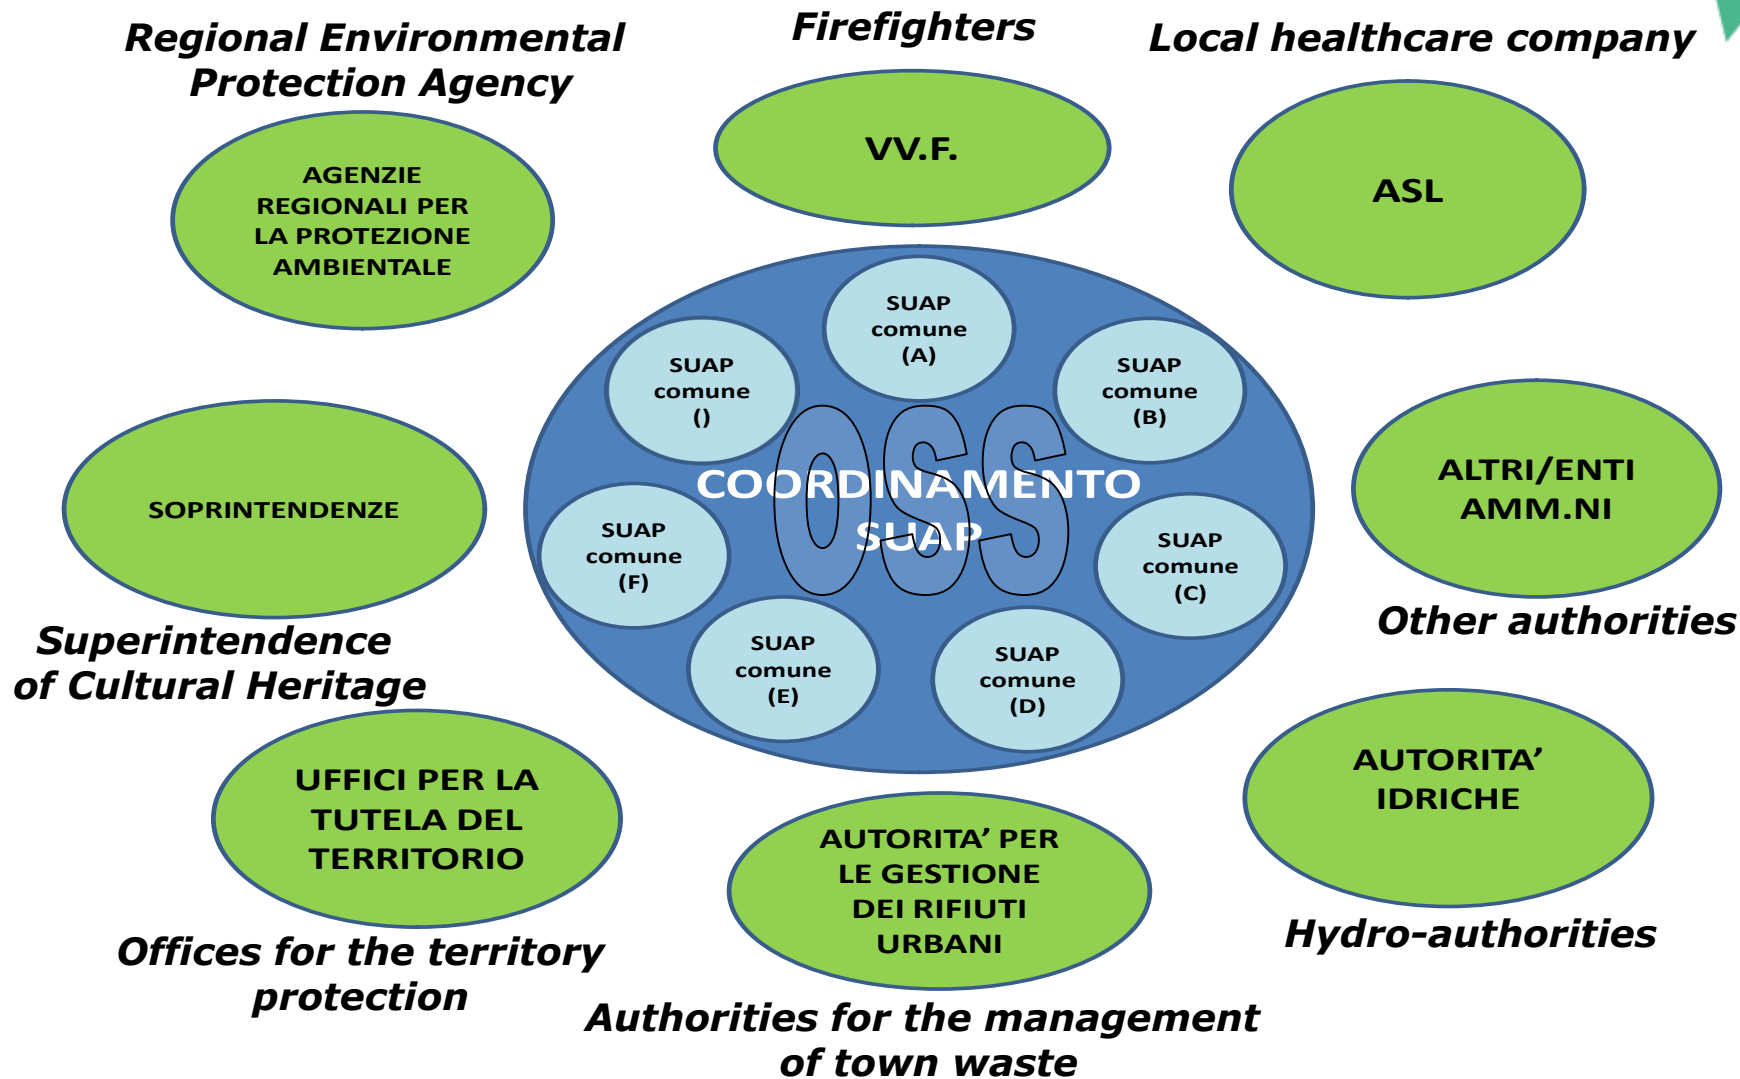 Regional Environmental
Protection Agency
Firefighters
Local healthcare company
AGENZIE
REGIONALI PER
LA PROTEZIONE
AMBIENTALE
VV.F.
ASL
SUAP
comune
(A)
SUAP
comune
()
SUAP
comune
(B)
OSS
COORDINAMENTO
SUAP
SOPRINTENDENZE
ALTRI/ENTI
AMM.NI
SUAP
comune
(F)
SUAP
comune
(C)
SUAP
comune
(E)
SUAP
comune
(D)
Superintendence
of Cultural Heritage
Other authorities
UFFICI PER LA
TUTELA DEL
TERRITORIO
AUTORITA’ PER
LE GESTIONE
DEI RIFIUTI
URBANI
AUTORITA’
IDRICHE
Offices for the territory
protection
Authorities for the management
of town waste
Hydro-authorities